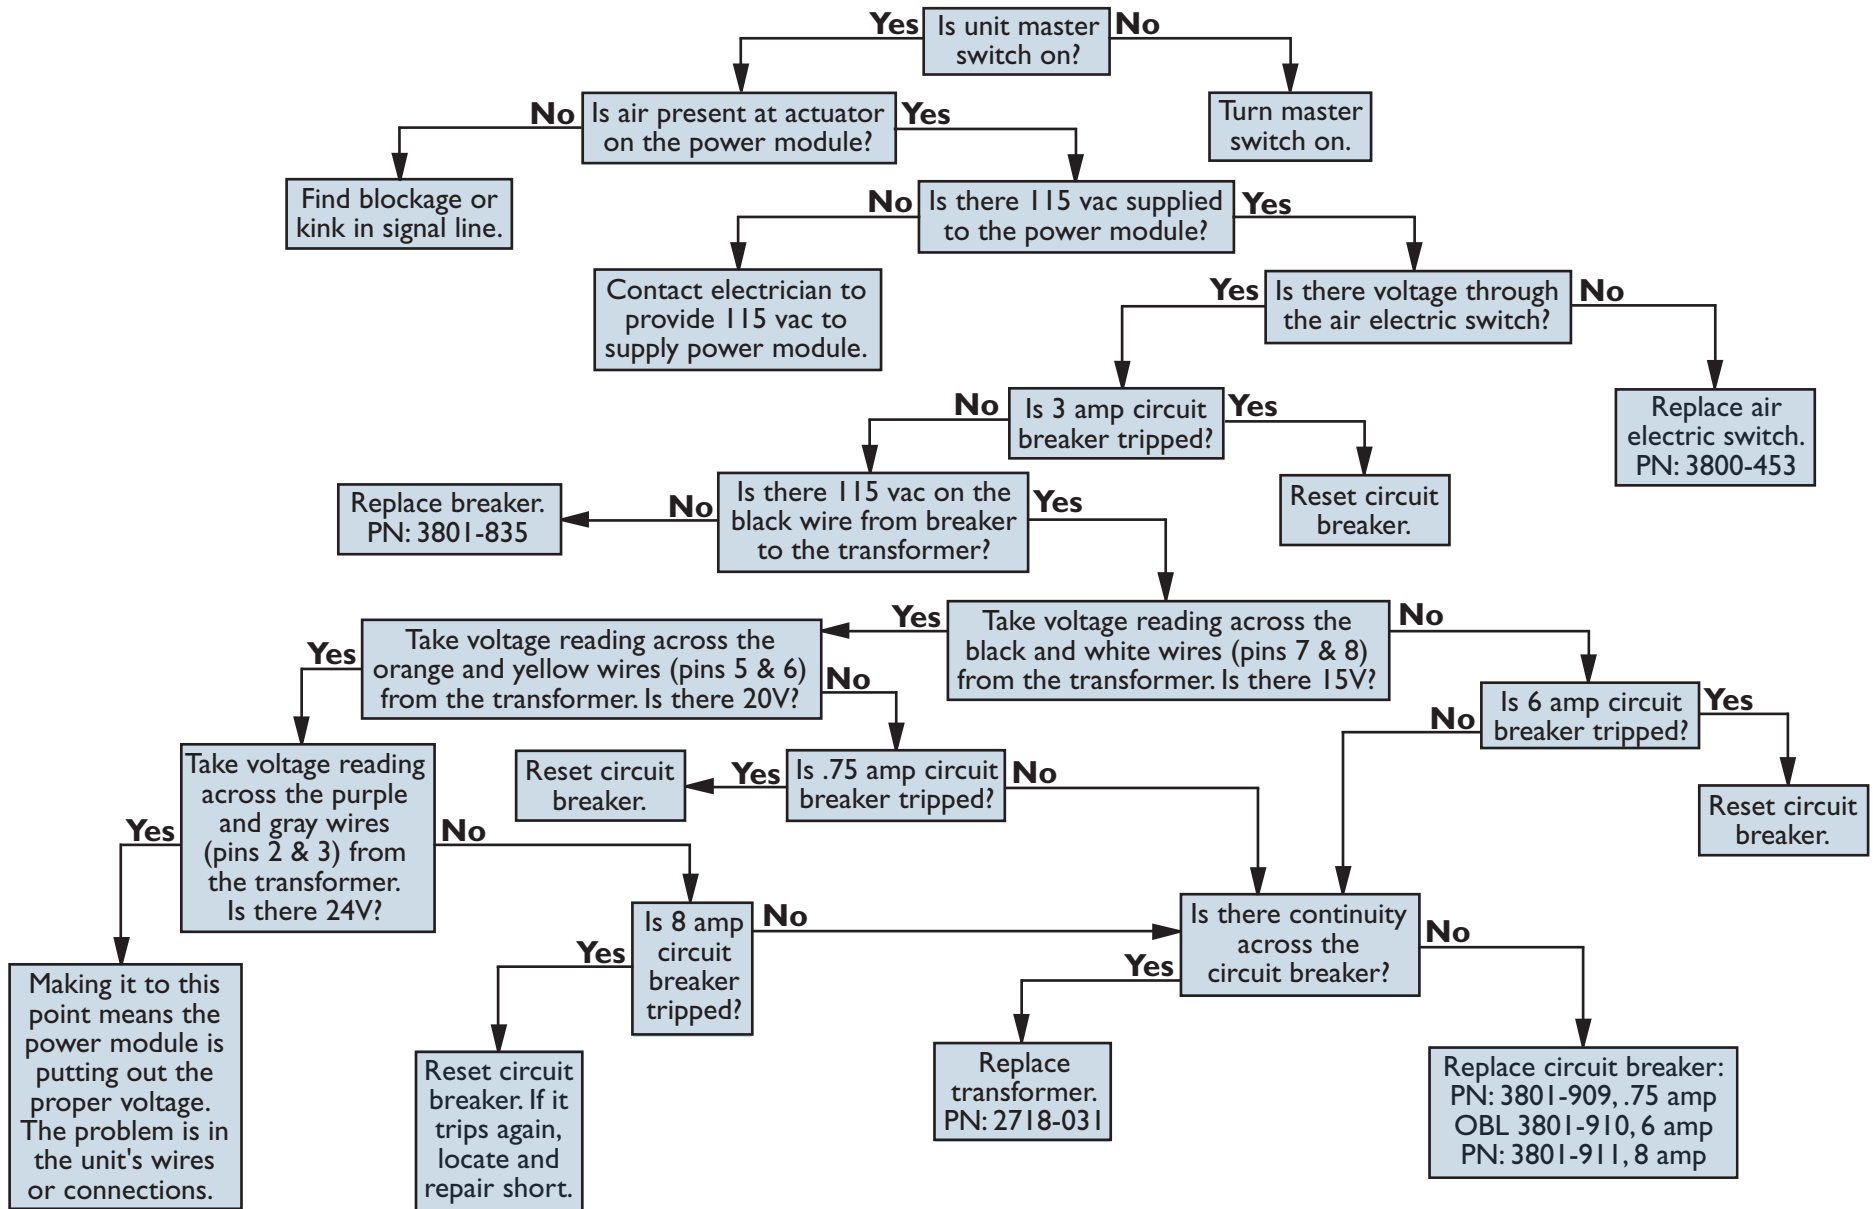 Yes
Is unit master
switch on?
No
No
Is air present at actuator
on the power module?
Yes
Turn master
switch on.
Find blockage or
kink in signal line.
No
Is there 115 vac supplied
to the power module?
Yes
Contact electrician to
provide 115 vac to
supply power module.
Yes
Is there voltage through
the air electric switch?
No
No
Is 3 amp circuit
breaker tripped?
Yes
Replace air
electric switch.
PN: 3800-453
Replace breaker.
PN: 3801-835
No
Is there 115 vac on the
black wire from breaker
to the transformer?
Yes
Reset circuit
breaker.
Yes
Take voltage reading across the
orange and yellow wires (pins 5 & 6)
from the transformer. Is there 20V?
No
Yes
Take voltage reading across the
black and white wires (pins 7 & 8)
from the transformer. Is there 15V?
No
No
Is 6 amp circuit
breaker tripped?
Yes
Yes
Take voltage reading
across the purple
and gray wires
(pins 2 & 3) from
the transformer.
Is there 24V?
No
Reset circuit
breaker.
Yes
Is .75 amp circuit
breaker tripped?
No
Reset circuit
breaker.
Yes
Is 8 amp
circuit
breaker
tripped?
No
Yes
Is there continuity
across the
circuit breaker?
No
Making it to this
point means the
power module is
putting out the
proper voltage.
The problem is in
the unit's wires
or connections.
Reset circuit
breaker. If it
trips again,
locate and
repair short.
Replace
transformer.
PN: 2718-031
Replace circuit breaker:
PN: 3801-909, .75 amp
OBL 3801-910, 6 amp
PN: 3801-911, 8 amp